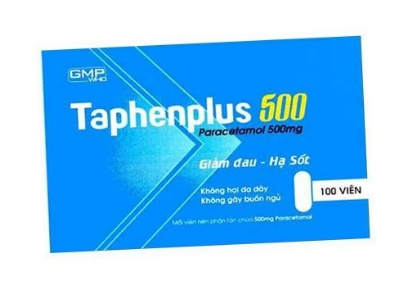 GMP
WHO
Taphenplus 500
Paracetamol 500mg
Giảm đau - Hạ Sốt
Không hại dạ dày
Không gây buồn ngủ
100 VIÊN
Mỗi viên nén phân tán chứa 500mg Paracetamol